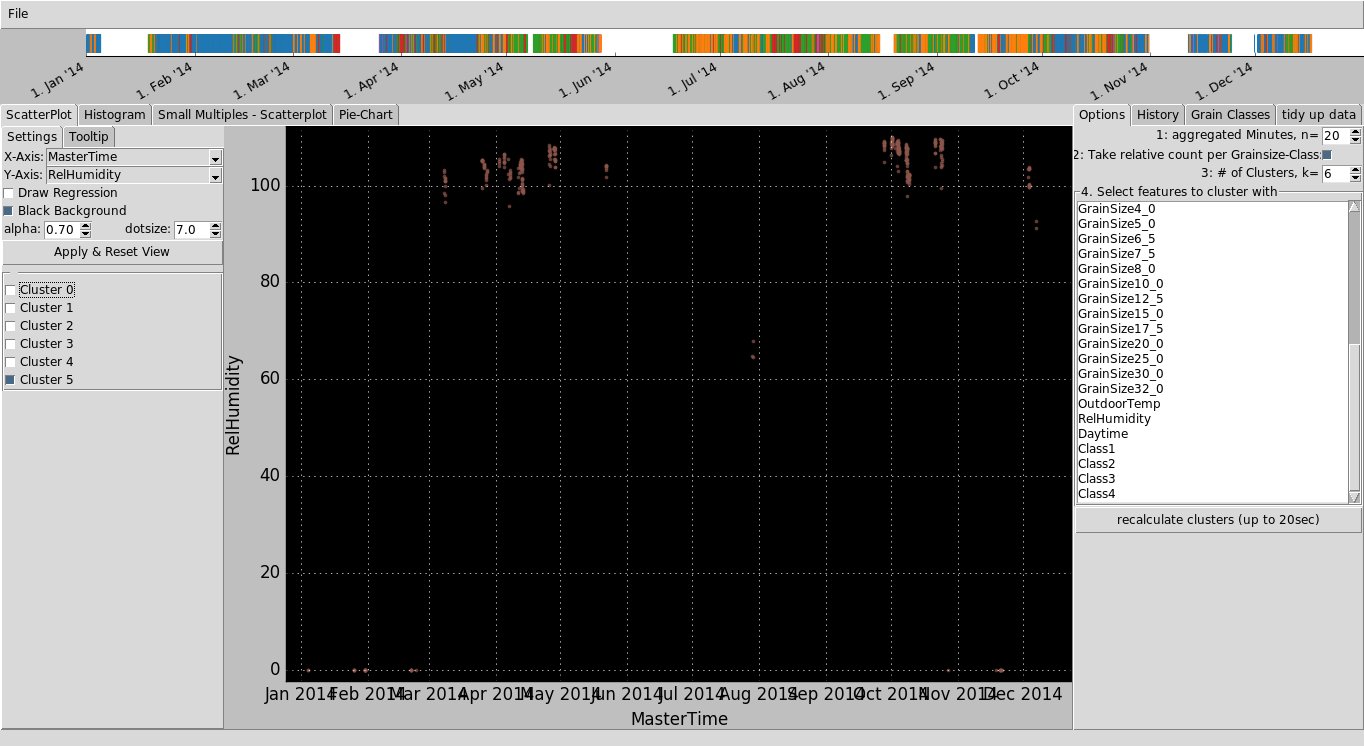 File
1. Jan '14
1. Feb '14
1. Mar '14
1. Apr '14
1. May '14
1. Jun '14
1. Jul '14
1. Aug '14
1. Sep '14
1. Oct '14
1. Nov '14
1. Dec '14
ScatterPlot Histogram Small Multiples - Scatterplot Pie-Chart
Settings Tooltip
X-Axis: MasterTime
Y-Axis: RelHumidity
Draw Regression
Black Background
alpha: 0.70 dotsize: 7.0
Apply & Reset View
Cluster 0
Cluster 1
Cluster 2
Cluster 3
Cluster 4
Cluster 5
RelHumidity
100
80
60
40
20
0
Jan 2014 Feb 2014 Mar 2014 Apr 2014 May 2014 Jun 2014 Jul 2014 Aug 2014 Sep 2014 Oct 2014 Nov 2014 Dec 2014
MasterTime
Options History Grain Classes tidy up data
1: aggregated Minutes, n= 20
2: Take relative count per Grainsize-Class:
3: # of Clusters, k= 6
4. Select features to cluster with
GrainSize4_0
GrainSize5_0
GrainSize6_5
GrainSize7_5
GrainSize8_0
GrainSize10_0
GrainSize12_5
GrainSize15_0
GrainSize17_5
GrainSize20_0
GrainSize25_0
GrainSize30_0
GrainSize32_0
OutdoorTemp
RelHumidity
Daytime
Class1
Class2
Class3
Class4
recalculate clusters (up to 20sec)